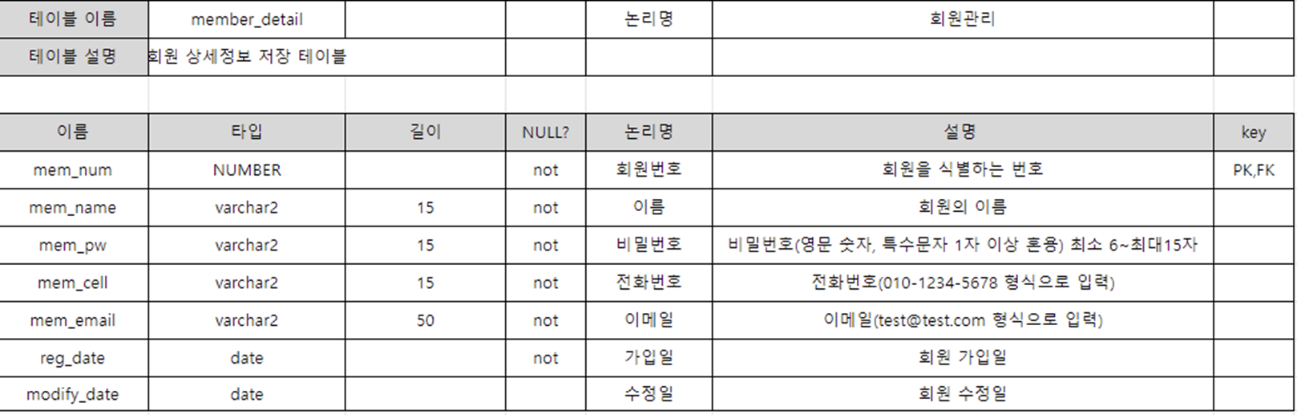 테이블 이름 member_detail 논리명 회원관리
테이블 설명 회원 상세정보 저장 테이블
이름 타입 길이 NULL? 논리명 설명 key
mem_num NUMBER not 회원번호 회원을 식별하는 번호 PK,FK
mem_name varchar2 15 not 이름 회원의 이름
mem_pw varchar2 15 not 비밀번호 비밀번호(영문 숫자, 특수문자 1자 이상 혼용) 최소 6~최대15자
mem_cell varchar2 15 not 전화번호 전화번호(010-1234-5678 형식으로 입력)
mem_email varchar2 50 not 이메일 이메일(test@test.com 형식으로 입력)
reg_date date not 가입일 회원 가입일
modify_date date 수정일 회원 수정일